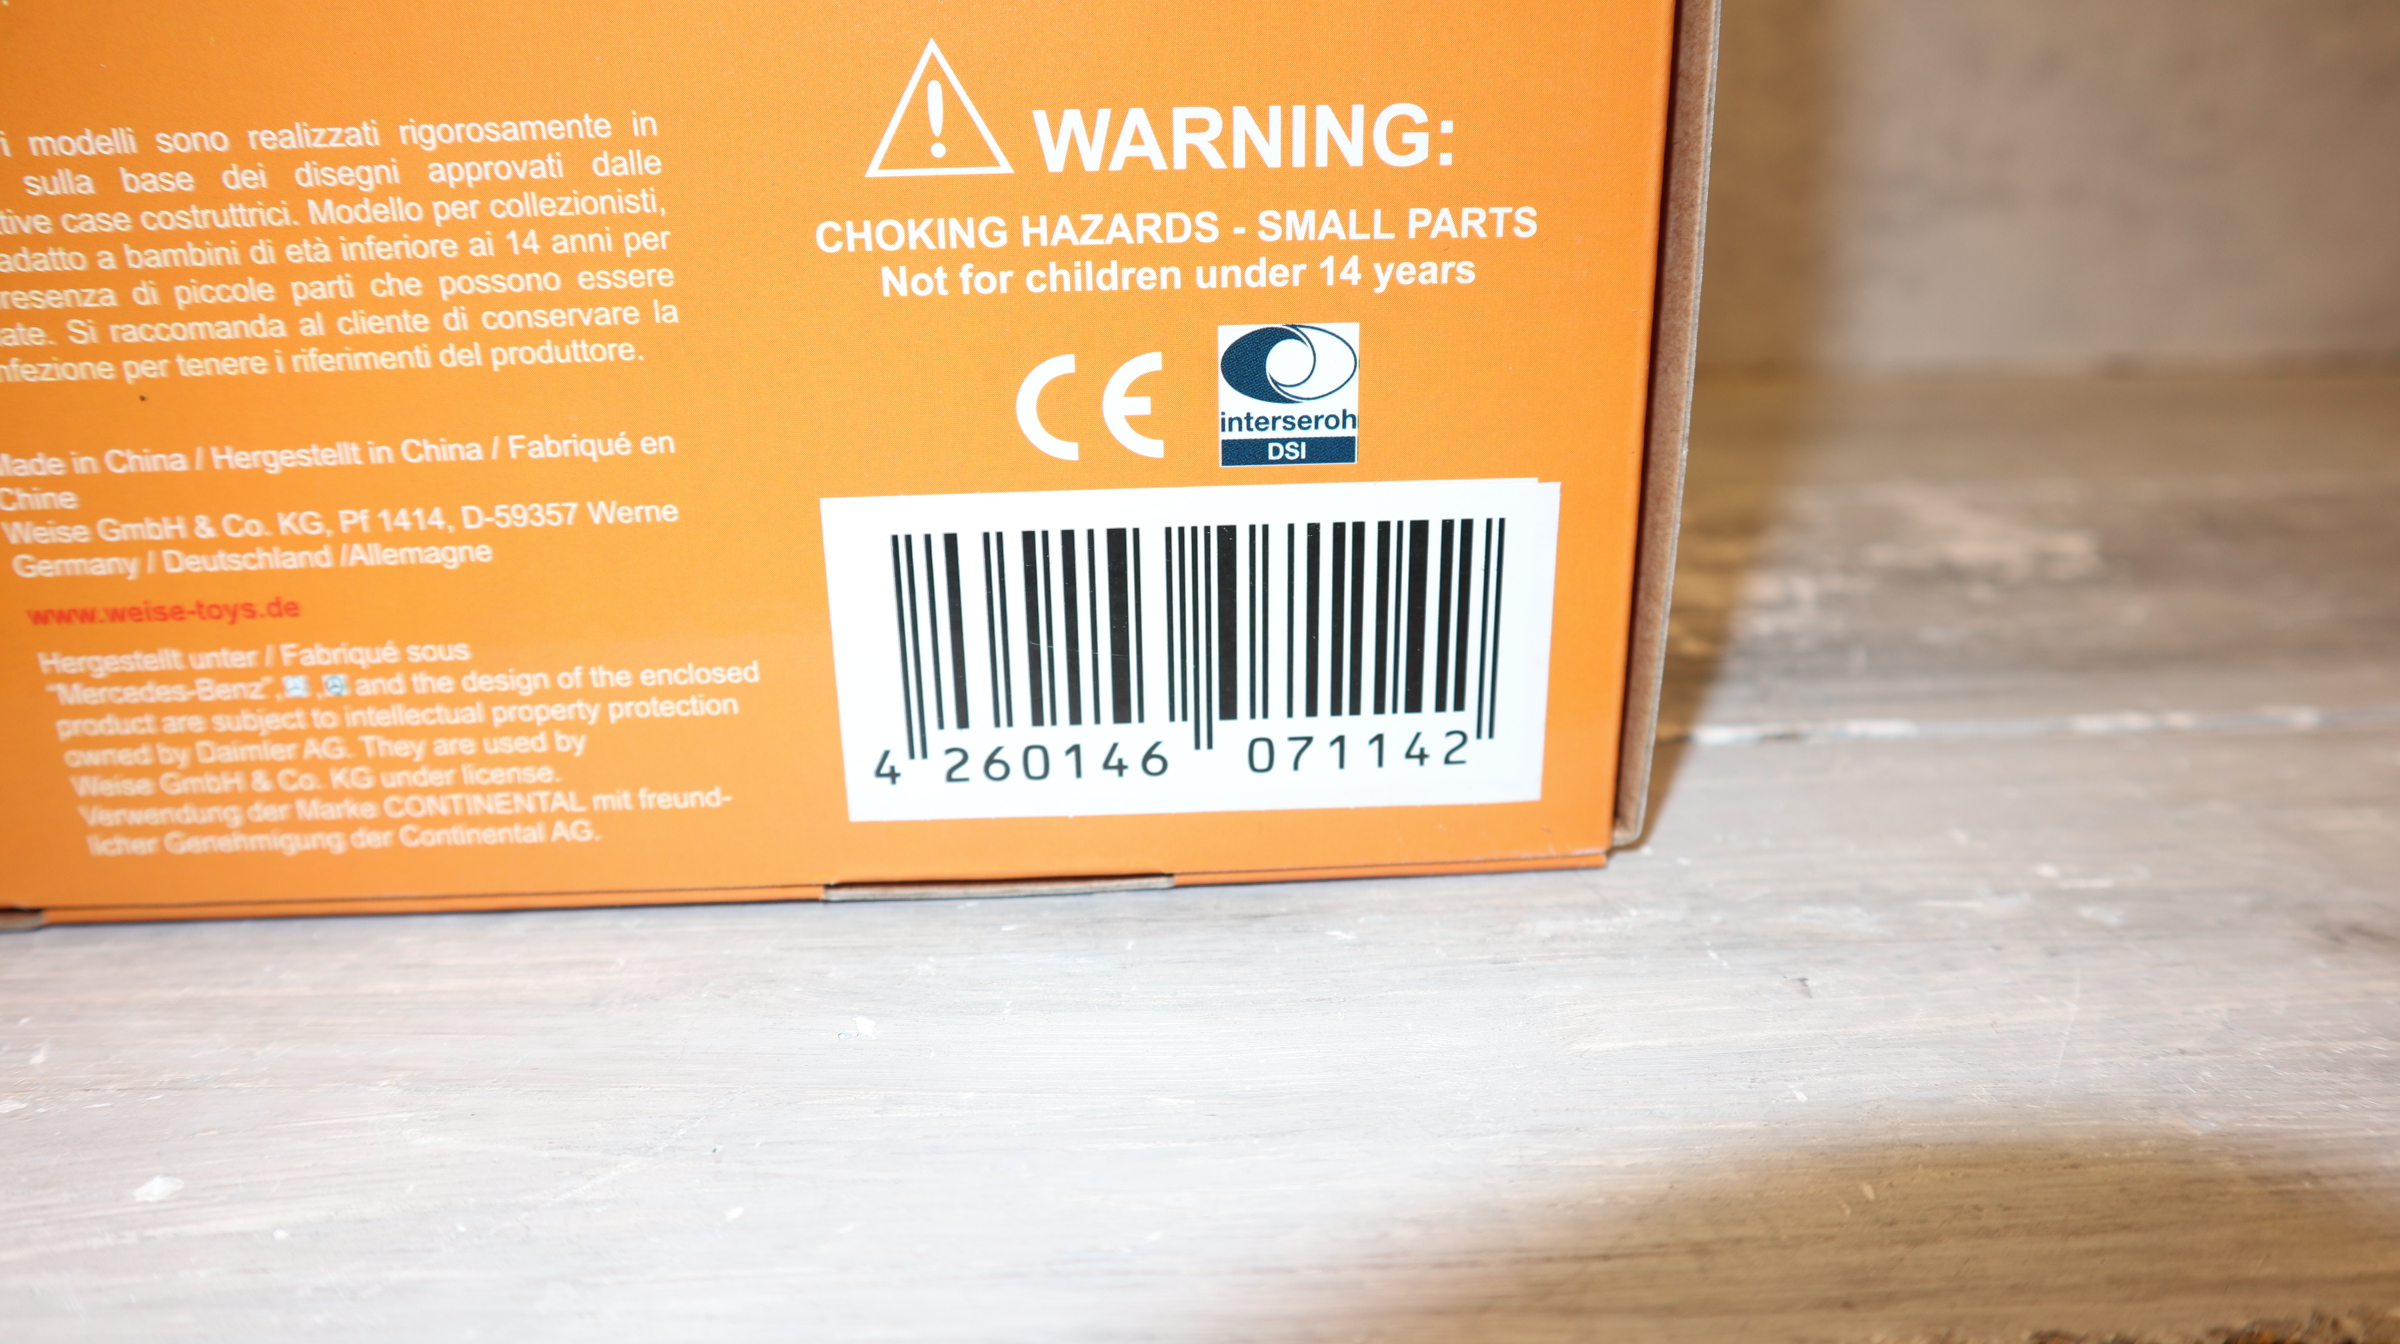 i modelli sono realizzati rigorosamente in
sulla base dei disegni approvati dalle
tive case costruttrici. Modello per collezionisti,
adatto a bambini di età inferiore ai 14 anni per
resenza di piccole parti che possono essere
ate. Si raccomanda al cliente di conservare la
nfezione per tenere i riferimenti del produttore.
Made in China / Hergestellt in China / Fabriqué en
Chine
Weise GmbH & Co. KG, Pf 1414, D-59357 Werne
Germany / Deutschland /Allemagne
www.weise-toys.de
Hergestellt unter / Fabriqué sous
"Mercedes-Benz", , and the design of the enclosed
product are subject to intellectual property protection
owned by Daimler AG. They are used by
Weise GmbH & Co. KG under license.
Verwendung der Marke CONTINENTAL mit freund-
licher Genehmigung der Continental AG.
WARNING:
CHOKING HAZARDS - SMALL PARTS
Not for children under 14 years
CE
interseroh
DSI
4 260146 071142